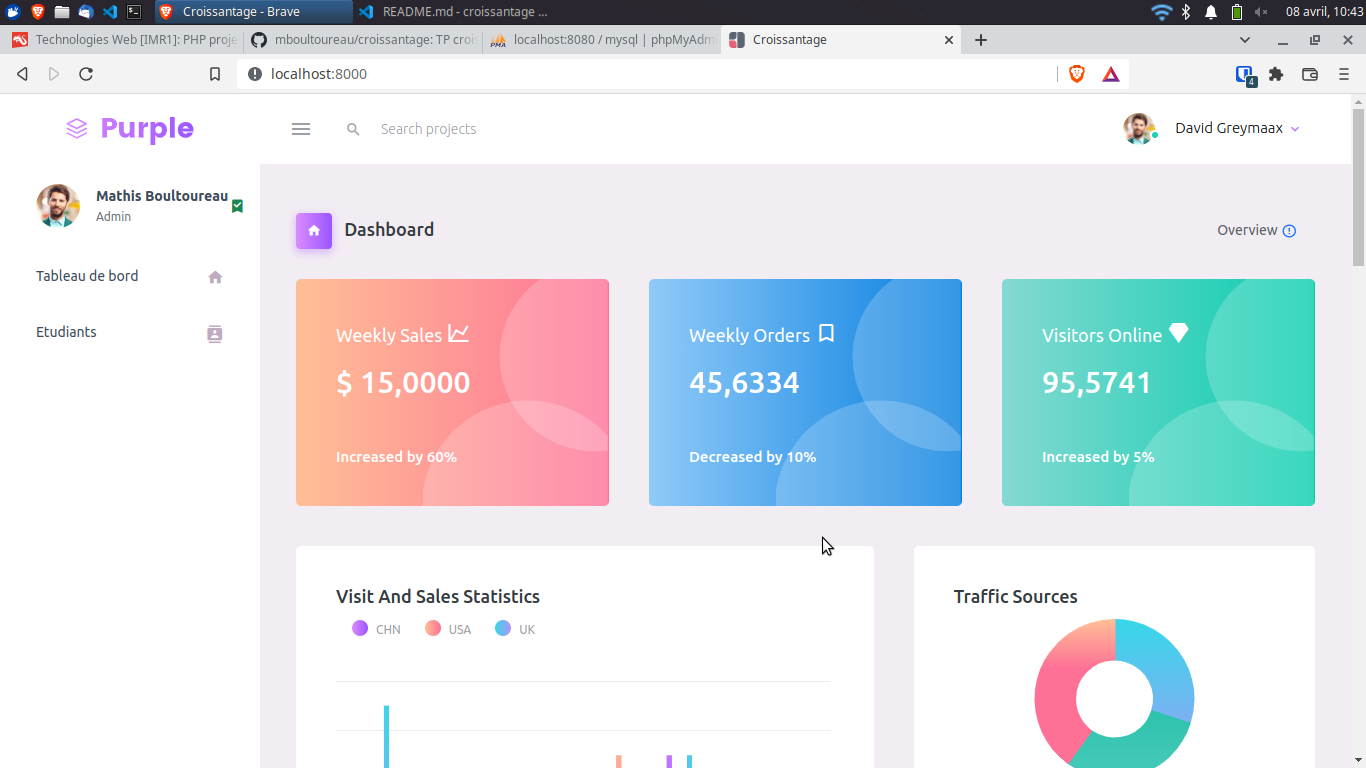 Croissantage - Brave
README.md - croissantage ...
08 avril, 10:43
Technologies Web [IMR1]: PHP proje
mboultoureau/croissantage: TP crois
localhost:8080 / mysql | phpMyAdmi
Croissantage
localhost:8000
4
Purple
Search projects
David Greymaax
Mathis Boultoureau
Admin
Tableau de bord
Etudiants
Dashboard
Overview
Weekly Sales
$ 15,0000
Increased by 60%
Weekly Orders
45,6334
Decreased by 10%
Visitors Online
95,5741
Increased by 5%
Visit And Sales Statistics
CHN
USA
UK
Traffic Sources